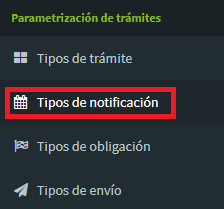 Parametrización de trámites
Tipos de trámite
Tipos de notificación
Tipos de obligación
Tipos de envío